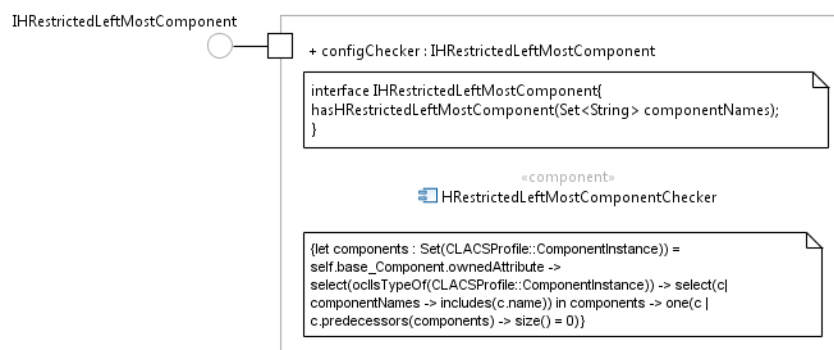 IHRestrictedLeftMostComponent
+ configChecker : IHRestrictedLeftMostComponent
interface IHRestrictedLeftMostComponent{
hasHRestrictedLeftMostComponent(Set<String> componentNames);
}
«component»
HRestrictedLeftMostComponentChecker
{let components : Set(CLACSProfile::ComponentInstance)) =
self.base_Component.ownedAttribute ->
select(oclIsTypeOf(CLACSProfile::ComponentInstance)) -> select(c|
componentNames -> includes(c.name)) in components -> one(c |
c.predecessors(components) -> size() = 0)}